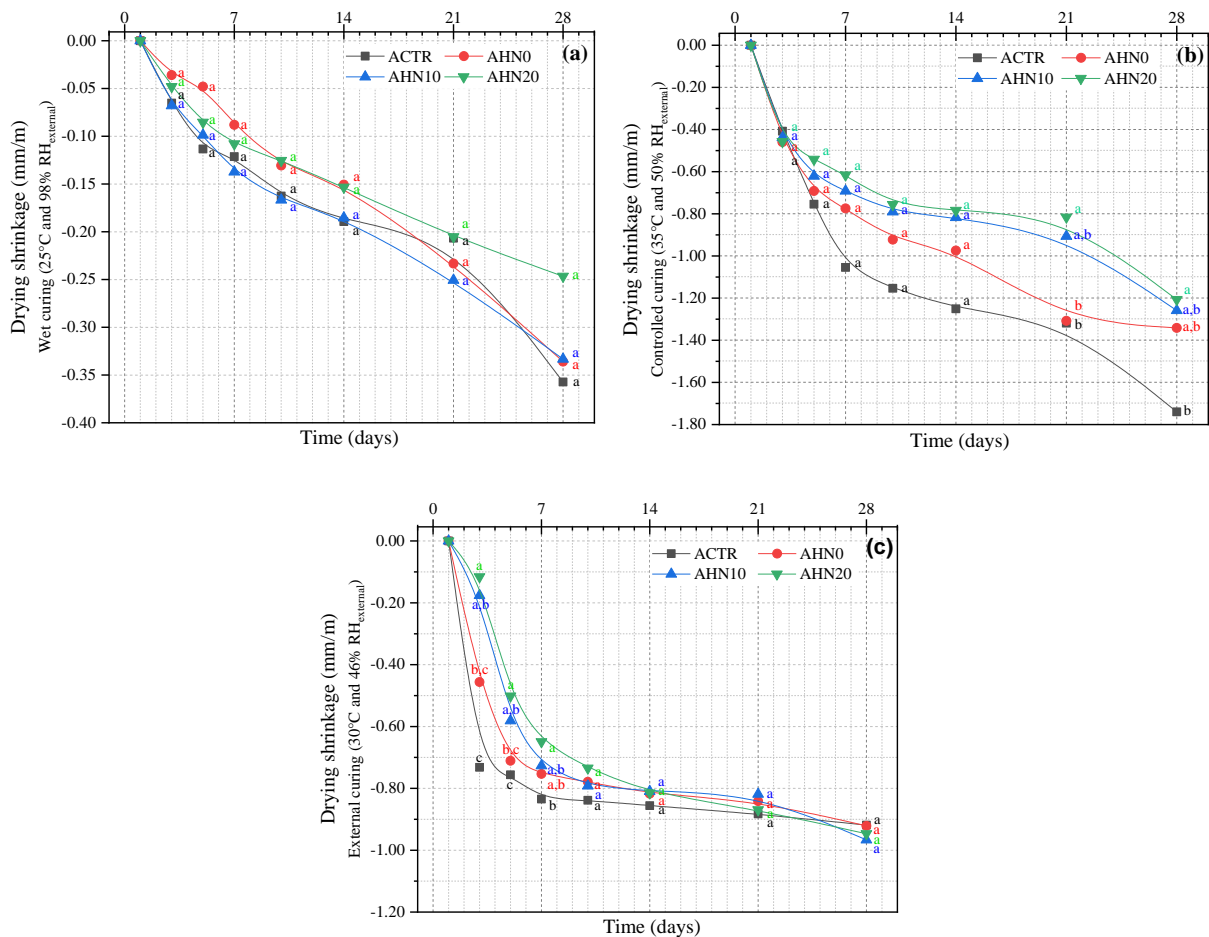 0 7 14 21 28
0.00
-0.05
-0.10
-0.15
-0.20
-0.25
-0.30
-0.35
-0.40
Drying shrinkage (mm/m)
Wet curing (25°C and 98% RHexternal)
ACTR AHN0
AHN10 AHN20
(a)
a a a a a a a a
a a a a a a a a
a a a a a a a a
a a a a
a a a a
Time (days)
0 7 14 21 28
0.00
-0.40
-0.60
-0.80
-1.00
-1.20
-1.40
-1.60
-1.80
Drying shrinkage (mm/m)
Controlled curing (35°C and 50% RHexternal)
ACTR AHN0
AHN10 AHN20
(b)
a a a a a a a
a a a a a a,b a,b
a a a a a b a,b
a a a a a b b
Time (days)
0 7 14 21 28
0.00
-0.20
-0.40
-0.60
-0.80
-1.00
-1.20
Drying shrinkage (mm/m)
External curing (30°C and 46% RHexternal)
ACTR AHN0
AHN10 AHN20
(c)
a a a a a a a
a,b a,b a,b a a a a
b,c b,c a,b a a a a
c c b a a a a
Time (days)